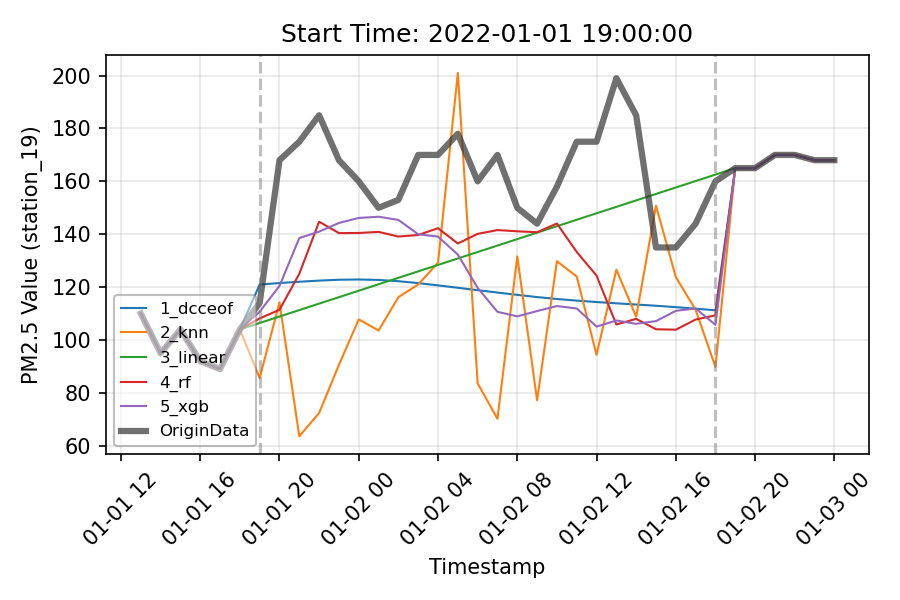 Start Time: 2022-01-01 19:00:00
PM2.5 Value (station_19)
200
180
160
140
120
100
80
60
1_dcceof
2_knn
3_linear
4_rf
5_xgb
OriginData
01-01 12
01-01 16
01-01 20
01-02 00
01-02 04
01-02 08
01-02 12
01-02 16
01-02 20
01-03 00
Timestamp